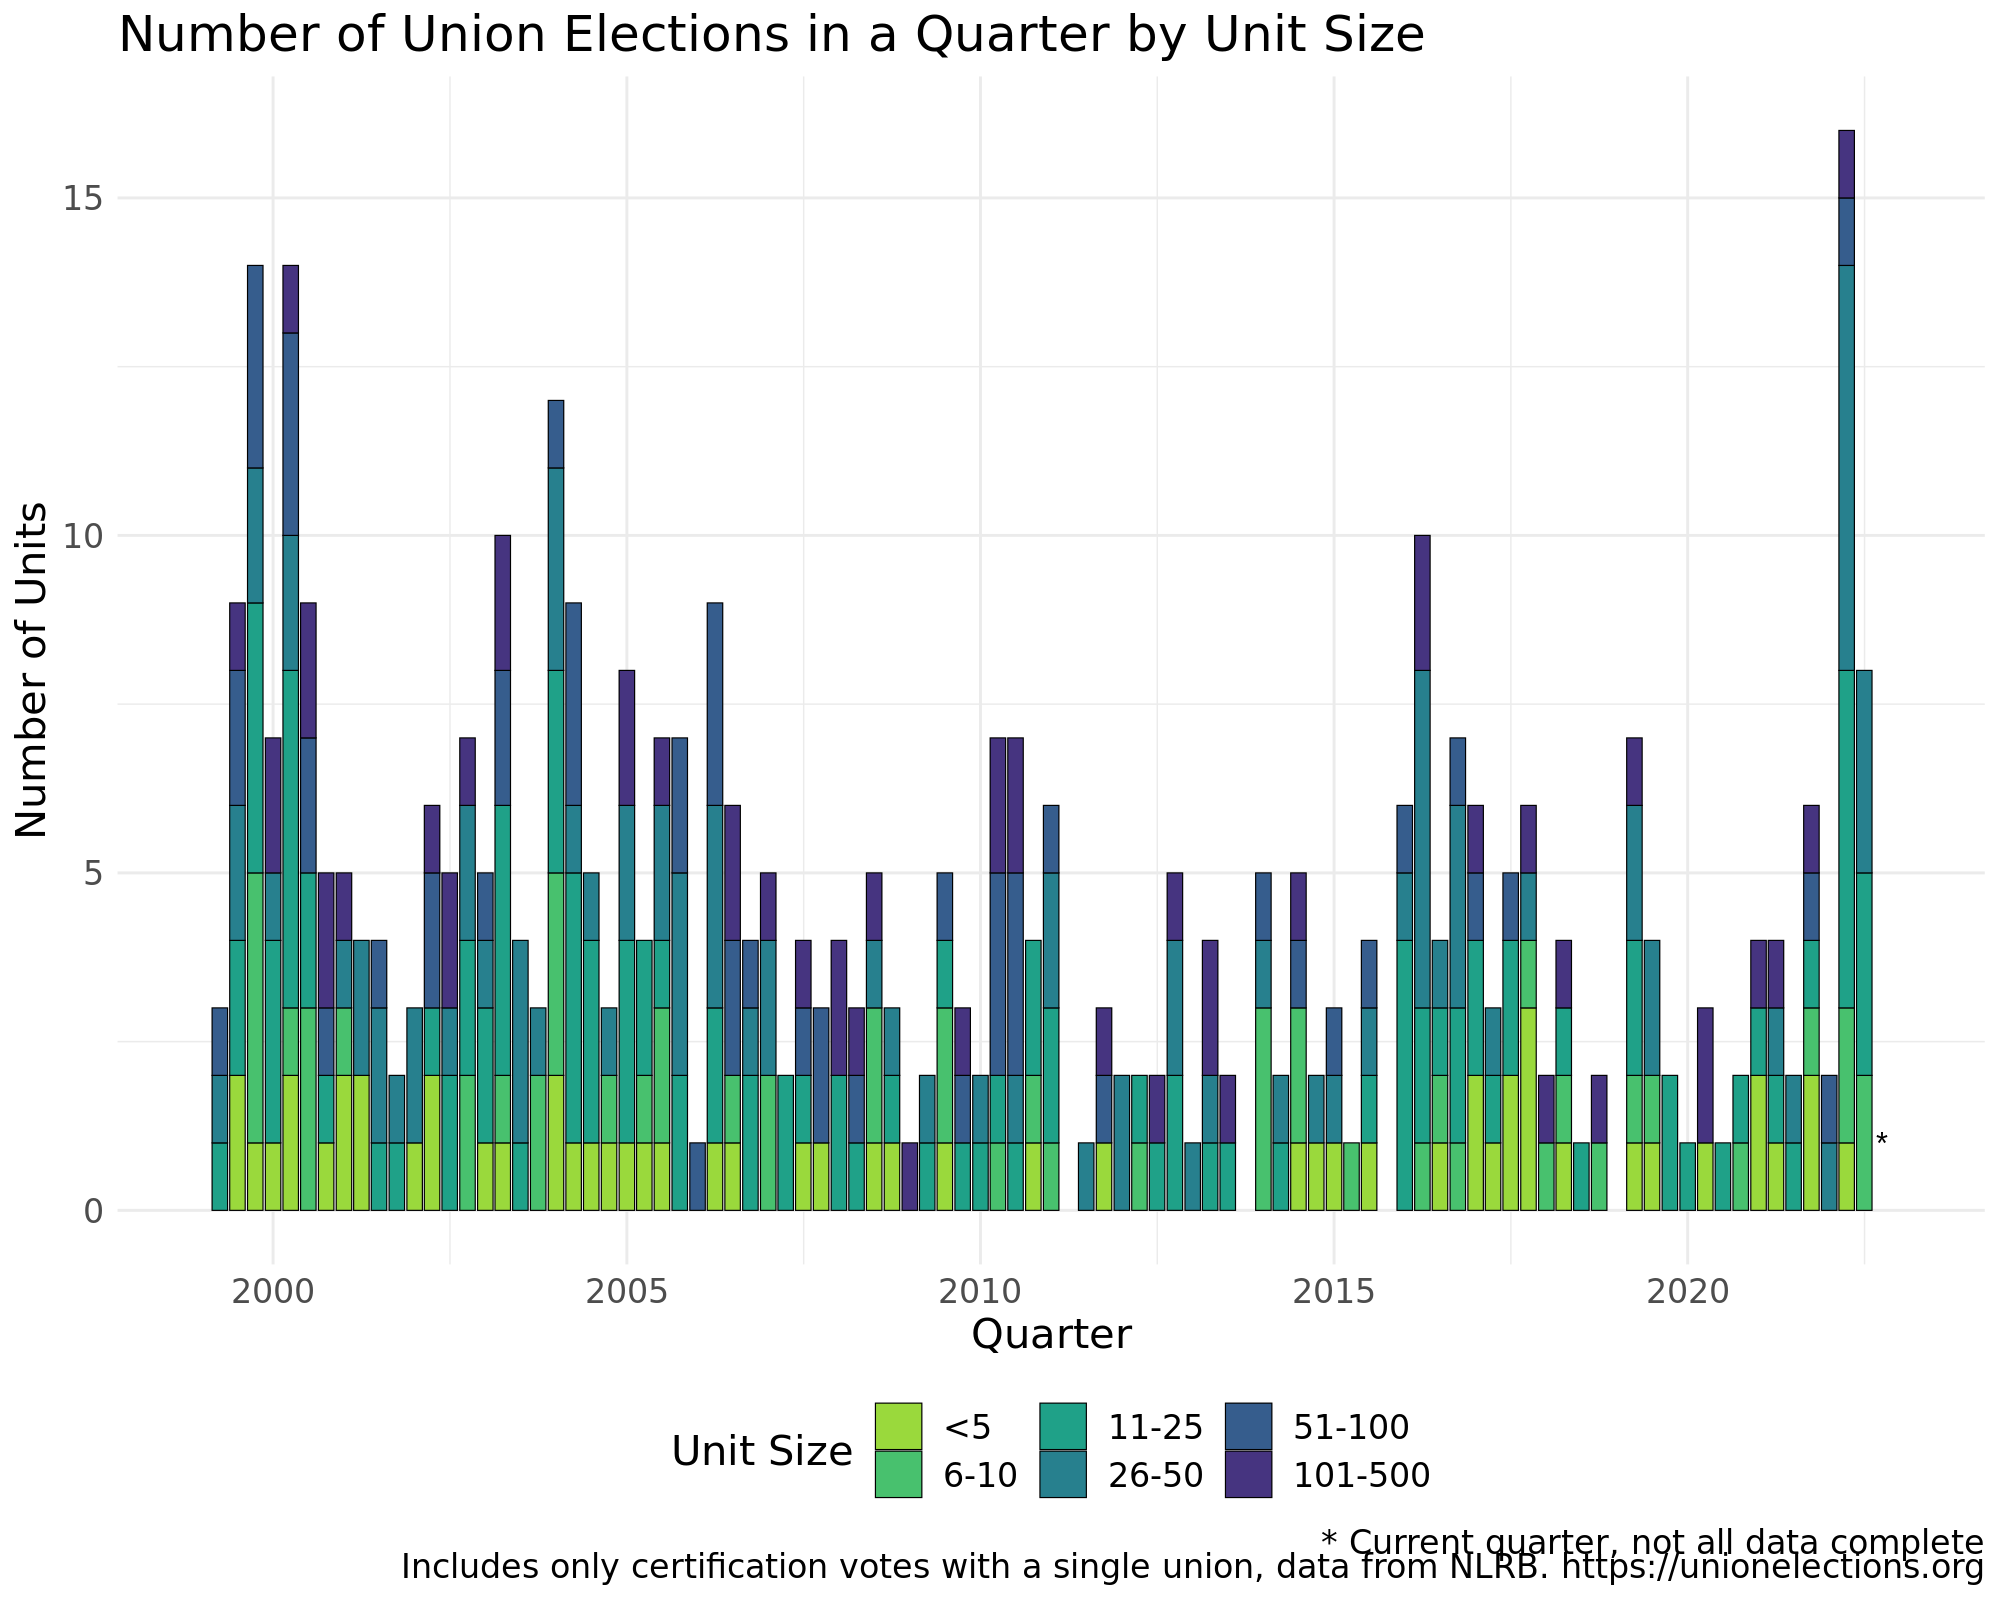 Number of Union Elections in a Quarter by Unit Size
Number of Units
15
10
5
0
*
2000 2005 2010 2015 2020
Quarter
Unit Size
<5 11-25 51-100
6-10 26-50 101-500
* Current quarter, not all data complete
Includes only certification votes with a single union, data from NLRB. https://unionelections.org